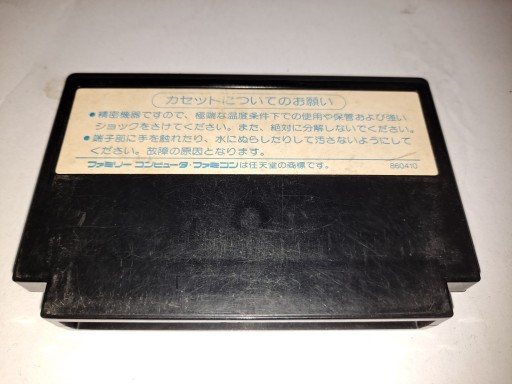 カセットについてのお願い
●精密機器ですので、極端な温度条件下での使用や保管および強い
ショックをさけてください。また、絶対に分解しないでください。
●端子部に手を触れたり、水にぬらしたりして汚さないようにして
ください。故障の原因となります。
ファミリー コンピュータ・ファミコンは任天堂の商標です。 860410